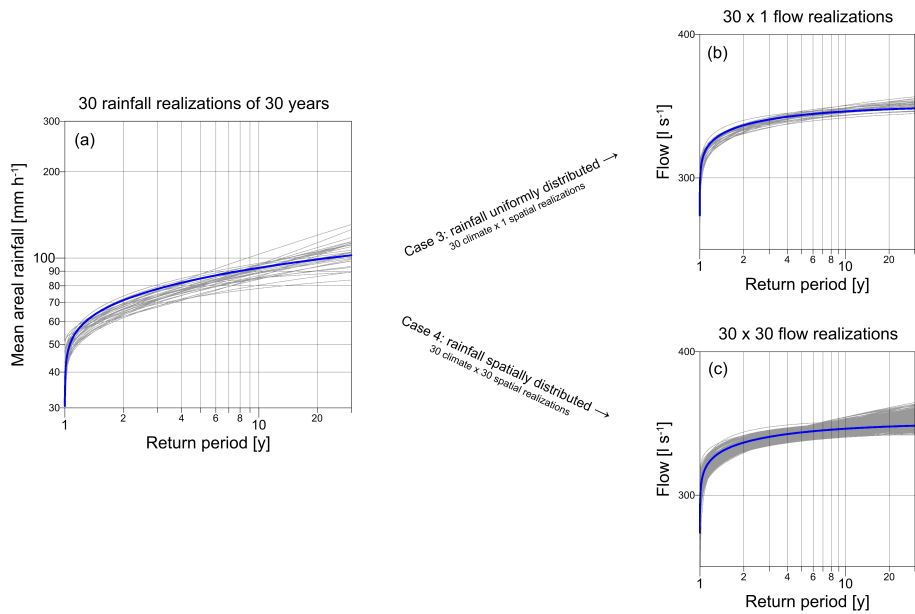 30 rainfall realizations of 30 years
(a)
Mean areal rainfall [mm h⁻¹]
300
200
100
90
80
70
60
50
40
30
1 2 4 6 8 10 20
Return period [y]
Case 3: rainfall uniformly distributed →
30 climate x 1 spatial realizations
Case 4: rainfall spatially distributed →
30 climate x 30 spatial realizations
30 x 1 flow realizations
(b)
Flow [l s⁻¹]
400
300
1 2 4 6 8 10 20
Return period [y]
30 x 30 flow realizations
(c)
Flow [l s⁻¹]
400
300
1 2 4 6 8 10 20
Return period [y]